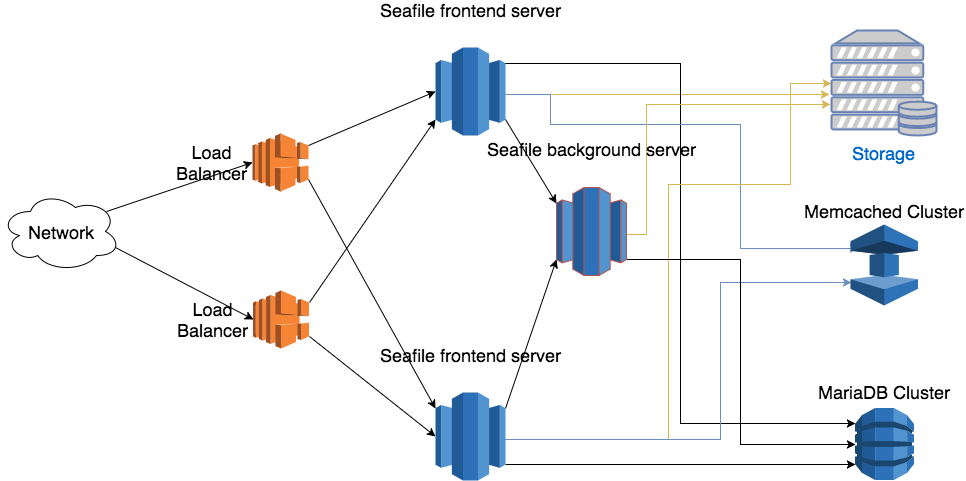 Seafile frontend server
Load
Balancer
Seafile background server
Storage
Network
Memcached Cluster
Load
Balancer
Seafile frontend server
MariaDB Cluster